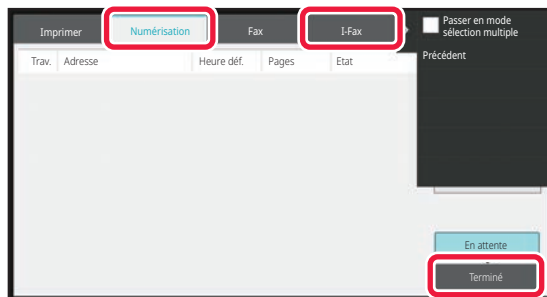 Imprimer Numérisation Fax I-Fax
Passer en mode
sélection multiple
Précédent
Trav. Adresse Heure déf. Pages Etat
En attente
Terminé